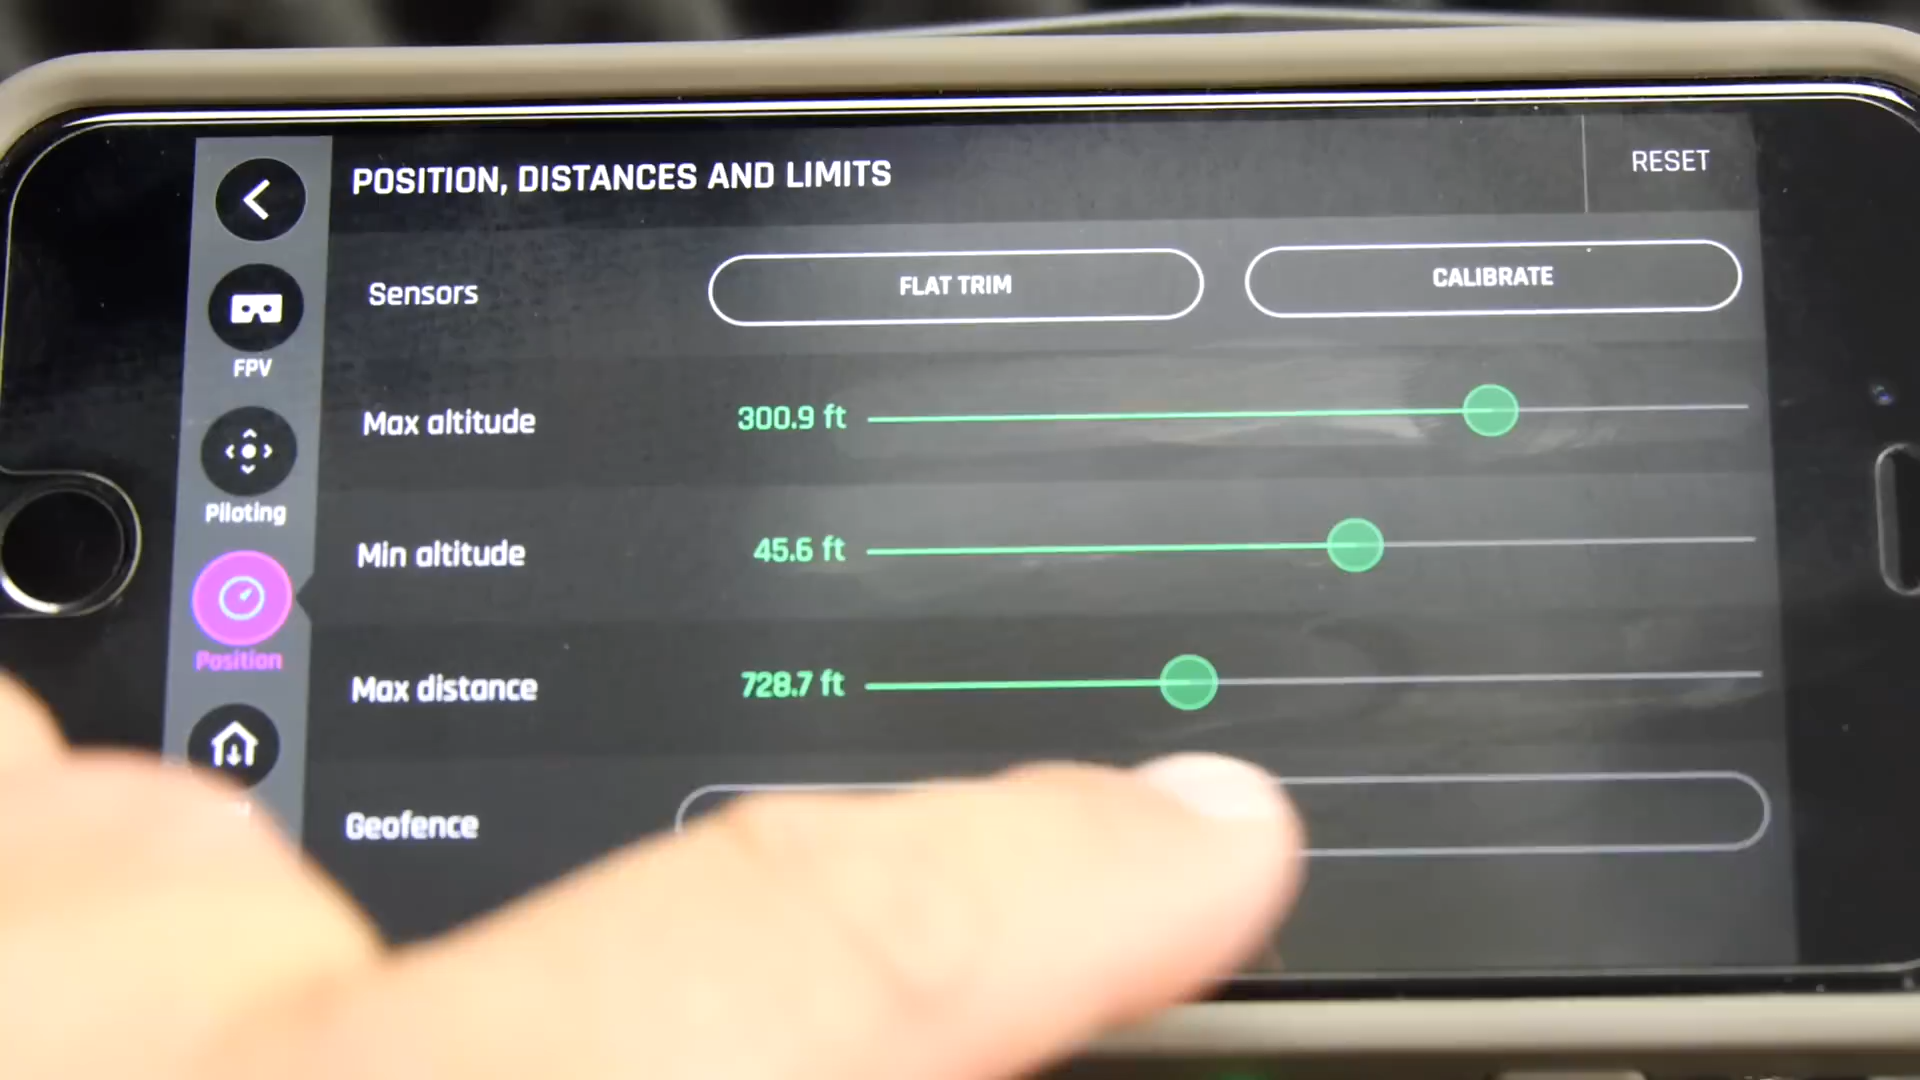 POSITION, DISTANCES AND LIMITS
RESET
Sensors
FLAT TRIM
CALIBRATE
FPV
Max altitude
300.9 ft
Piloting
Min altitude
45.6 ft
Position
Max distance
728.7 ft
Geofence